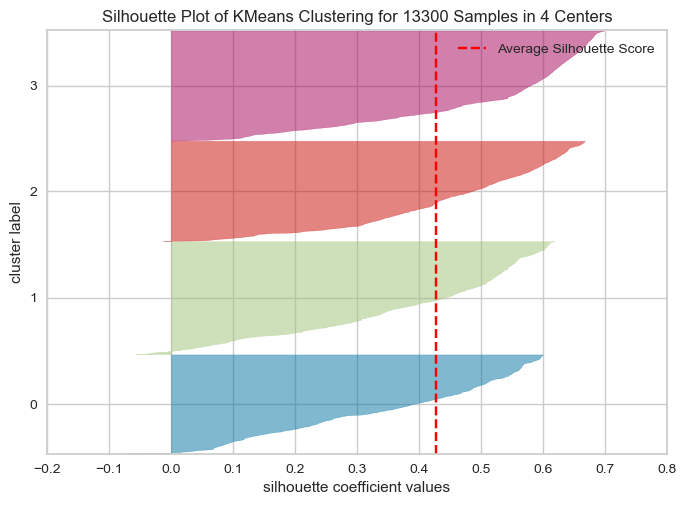 Silhouette Plot of KMeans Clustering for 13300 Samples in 4 Centers
Average Silhouette Score
3
2
1
0
cluster label
−0.2 −0.1 0.0 0.1 0.2 0.3 0.4 0.5 0.6 0.7 0.8
silhouette coefficient values